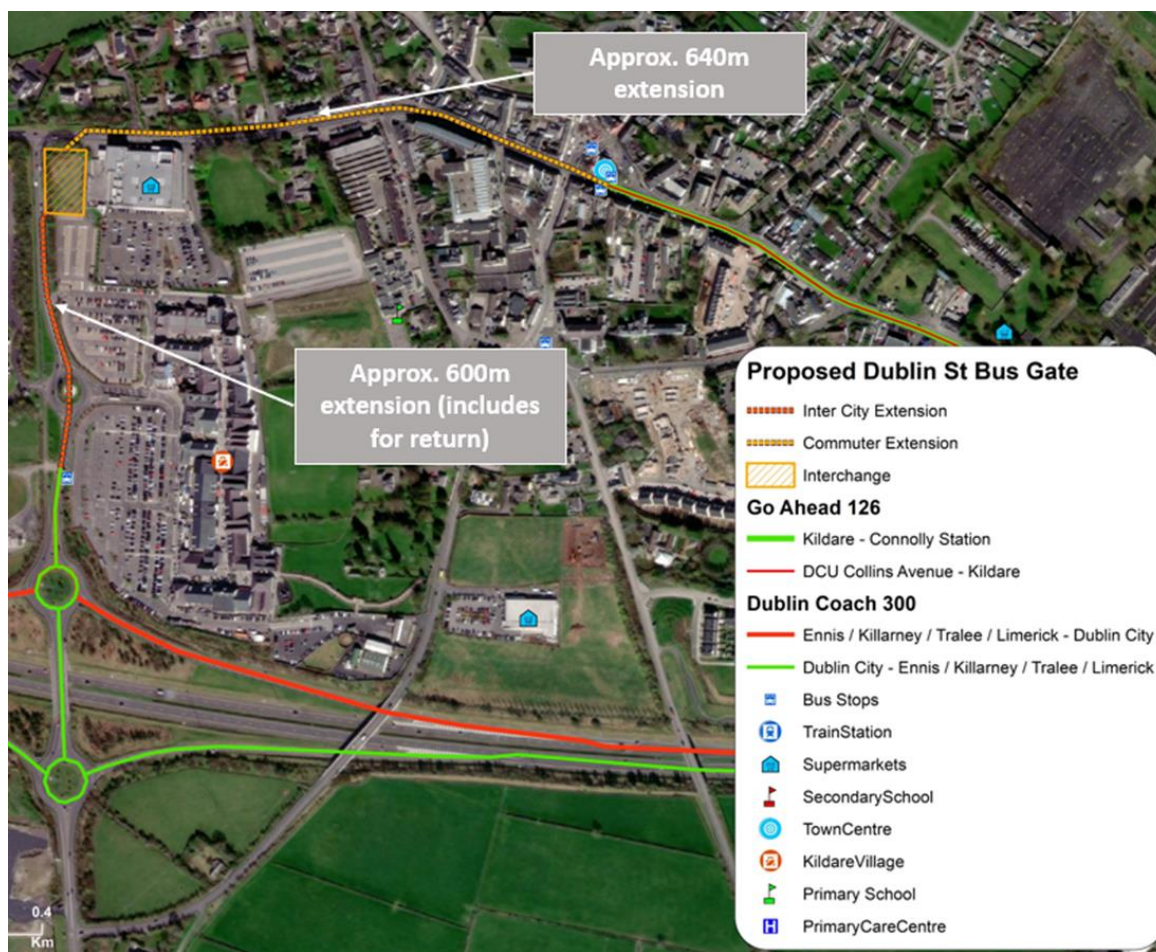 Approx. 640m
extension
Approx. 600m
extension (includes
for return)
Proposed Dublin St Bus Gate
Inter City Extension
Commuter Extension
Interchange
Go Ahead 126
Kildare - Connolly Station
DCU Collins Avenue - Kildare
Dublin Coach 300
Ennis / Killarney / Tralee / Limerick - Dublin City
Dublin City - Ennis / Killarney / Tralee / Limerick
Bus Stops
TrainStation
Supermarkets
SecondarySchool
TownCentre
KildareVillage
Primary School
H PrimaryCareCentre
0.4
Km